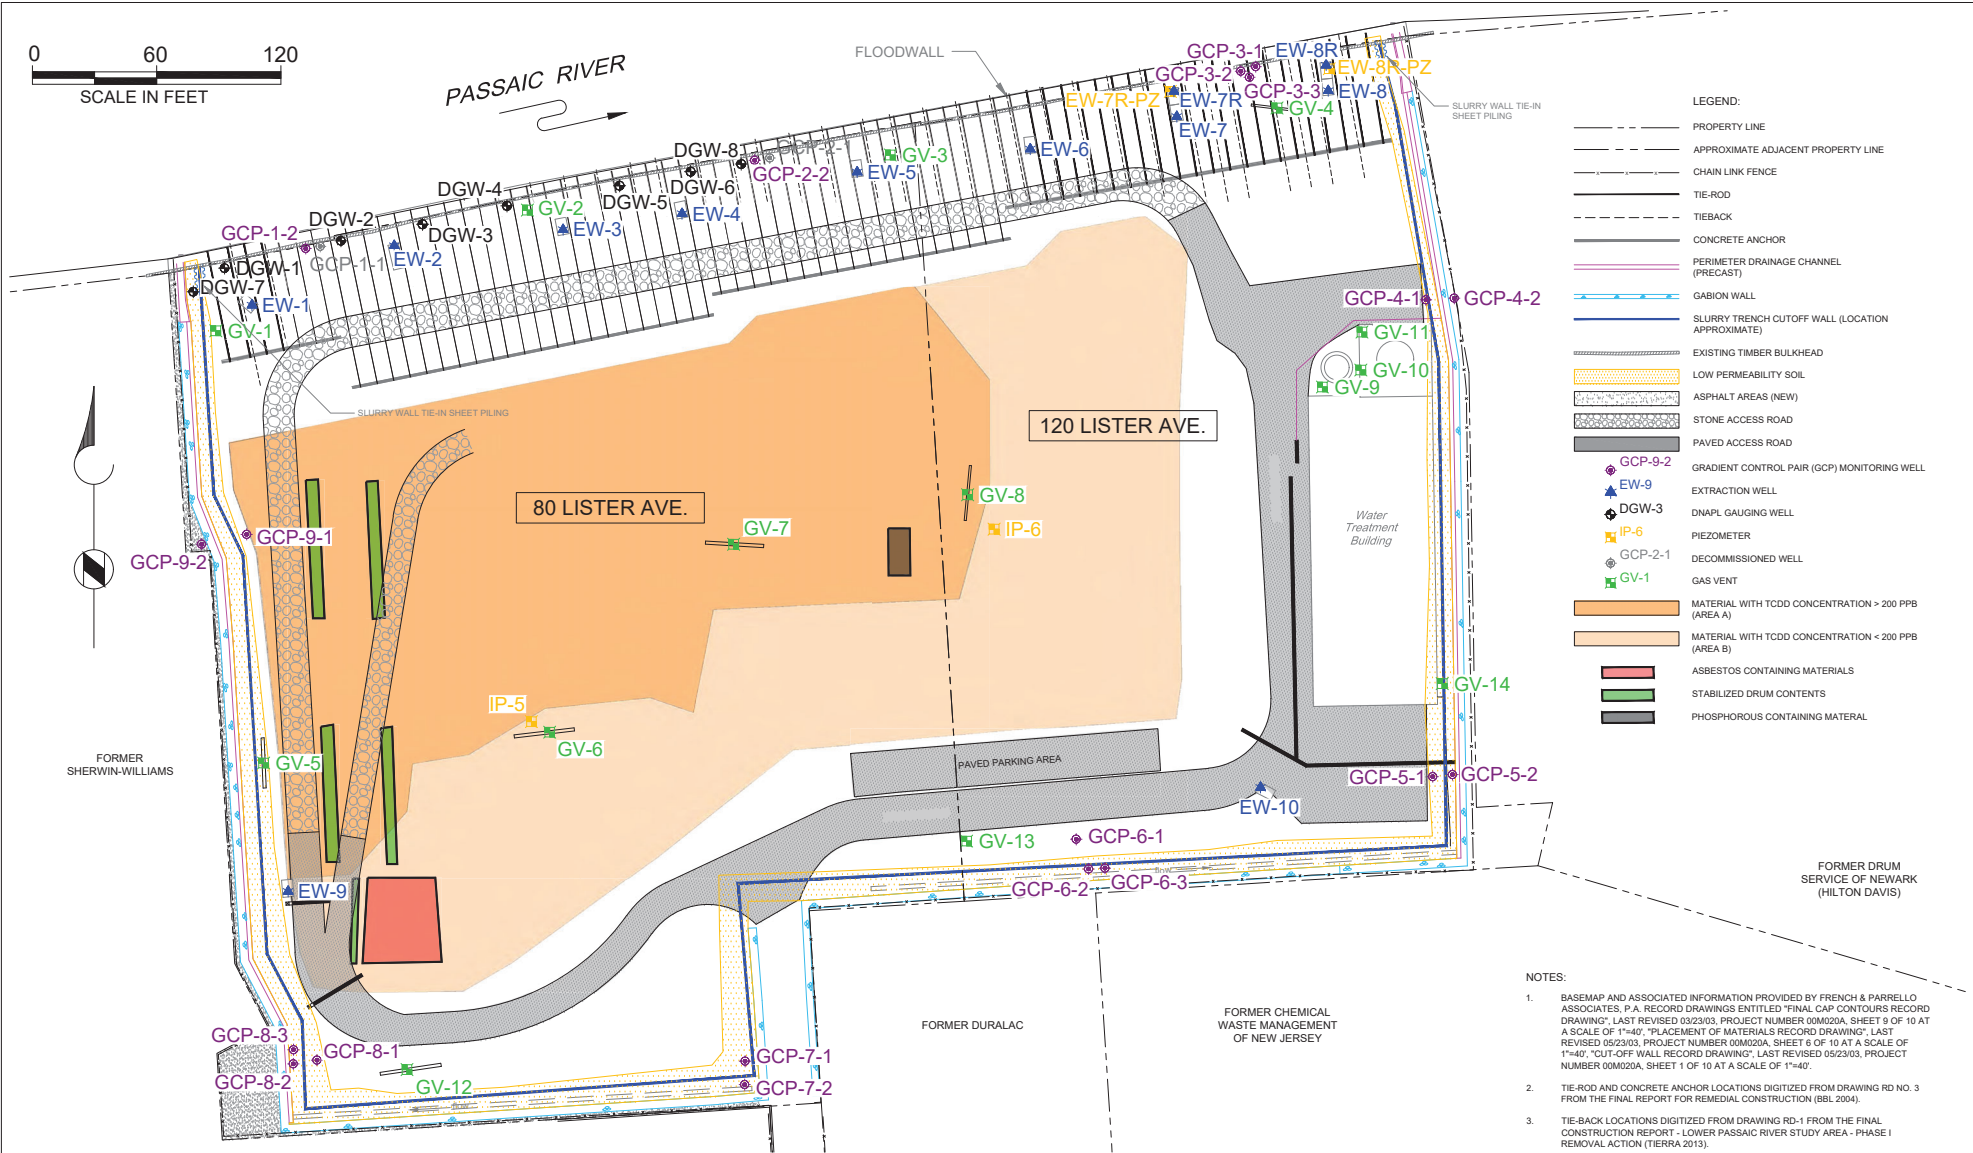 0 60 120
SCALE IN FEET
PASSAIC RIVER
FLOODWALL
GCP-3-1
EW-8R
GCP-3-2
EW-8R-PZ
EW-7R-PZ
EW-7R
GCP-3-3
EW-8
GV-4
EW-7
SLURRY WALL TIE-IN
SHEET PILING
DGW-8
GCP-2-1
GCP-2-2
GV-3
EW-6
EW-5
DGW-4
DGW-6
DGW-5
GV-2
EW-4
EW-3
DGW-2
DGW-3
GCP-1-2
GCP-1-1
EW-2
DGW-1
DGW-7
EW-1
GV-1
SLURRY WALL TIE-IN SHEET PILING
GCP-4-1
GCP-4-2
GV-11
GV-10
GV-9
120 LISTER AVE.
80 LISTER AVE.
GV-8
IP-6
GV-7
Water
Treatment
Building
GCP-9-1
GCP-9-2
IP-5
GV-6
GV-5
GV-14
FORMER
SHERWIN-WILLIAMS
PAVED PARKING AREA
GCP-5-1
GCP-5-2
EW-10
GV-13
GCP-6-1
GCP-6-2
GCP-6-3
flow
EW-9
FORMER DRUM
SERVICE OF NEWARK
(HILTON DAVIS)
GCP-8-3
GCP-8-1
GCP-8-2
GV-12
flow
GCP-7-1
GCP-7-2
FORMER DURALAC
FORMER CHEMICAL
WASTE MANAGEMENT
OF NEW JERSEY
LEGEND:
PROPERTY LINE
APPROXIMATE ADJACENT PROPERTY LINE
CHAIN LINK FENCE
TIE-ROD
TIEBACK
CONCRETE ANCHOR
PERIMETER DRAINAGE CHANNEL
(PRECAST)
GABION WALL
SLURRY TRENCH CUTOFF WALL (LOCATION
APPROXIMATE)
EXISTING TIMBER BULKHEAD
LOW PERMEABILITY SOIL
ASPHALT AREAS (NEW)
STONE ACCESS ROAD
PAVED ACCESS ROAD
GCP-9-2 GRADIENT CONTROL PAIR (GCP) MONITORING WELL
EW-9 EXTRACTION WELL
DGW-3 DNAPL GAUGING WELL
IP-6 PIEZOMETER
GCP-2-1 DECOMMISSIONED WELL
GV-1 GAS VENT
MATERIAL WITH TCDD CONCENTRATION > 200 PPB
(AREA A)
MATERIAL WITH TCDD CONCENTRATION < 200 PPB
(AREA B)
ASBESTOS CONTAINING MATERIALS
STABILIZED DRUM CONTENTS
PHOSPHOROUS CONTAINING MATERAL
NOTES:
1. BASEMAP AND ASSOCIATED INFORMATION PROVIDED BY FRENCH & PARRELLO
ASSOCIATES, P.A. RECORD DRAWINGS ENTITLED "FINAL CAP CONTOURS RECORD
DRAWING", LAST REVISED 03/23/03, PROJECT NUMBER 00M020A, SHEET 9 OF 10 AT
A SCALE OF 1"=40', "PLACEMENT OF MATERIALS RECORD DRAWING", LAST
REVISED 05/23/03, PROJECT NUMBER 00M020A, SHEET 6 OF 10 AT A SCALE OF
1"=40', "CUT-OFF WALL RECORD DRAWING", LAST REVISED 05/23/03, PROJECT
NUMBER 00M020A, SHEET 1 OF 10 AT A SCALE OF 1"=40'.
2. TIE-ROD AND CONCRETE ANCHOR LOCATIONS DIGITIZED FROM DRAWING RD NO. 3
FROM THE FINAL REPORT FOR REMEDIAL CONSTRUCTION (BBL 2004).
3. TIE-BACK LOCATIONS DIGITIZED FROM DRAWING RD-1 FROM THE FINAL
CONSTRUCTION REPORT - LOWER PASSAIC RIVER STUDY AREA - PHASE I
REMOVAL ACTION (TIERRA 2013).